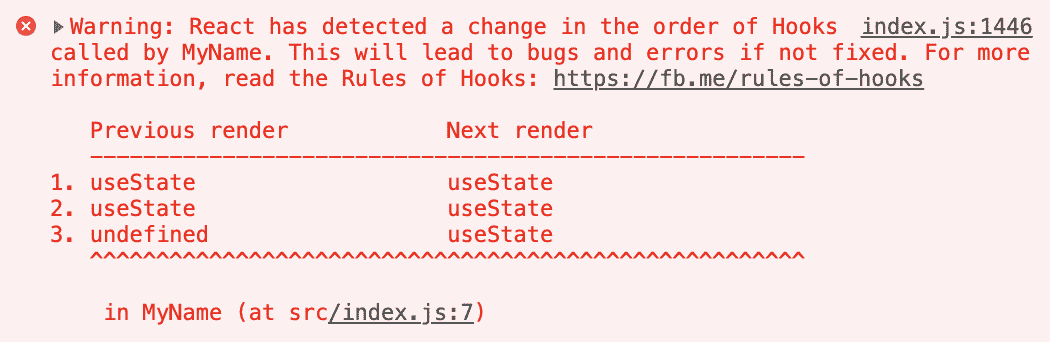 Warning: React has detected a change in the order of Hooks index.js:1446
called by MyName. This will lead to bugs and errors if not fixed. For more
information, read the Rules of Hooks: https://fb.me/rules-of-hooks
Previous render Next render
------------------------------------------------------
1. useState useState
2. useState useState
3. undefined useState
^^^^^^^^^^^^^^^^^^^^^^^^^^^^^^^^^^^^^^^^^^^^^^^^^^^^^^
in MyName (at src/index.js:7)